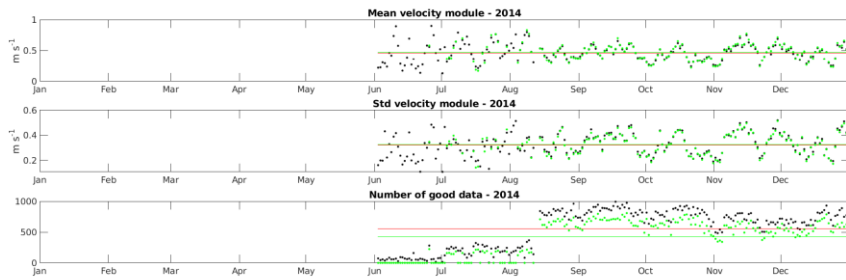 Mean velocity module - 2014
1
0.5
0
m s-1
Jan Feb Mar Apr May Jun Jul Aug Sep Oct Nov Dec
Std velocity module - 2014
0.6
0.4
0.2
m s-1
Jan Feb Mar Apr May Jun Jul Aug Sep Oct Nov Dec
Number of good data - 2014
1000
500
0
Jan Feb Mar Apr May Jun Jul Aug Sep Oct Nov Dec